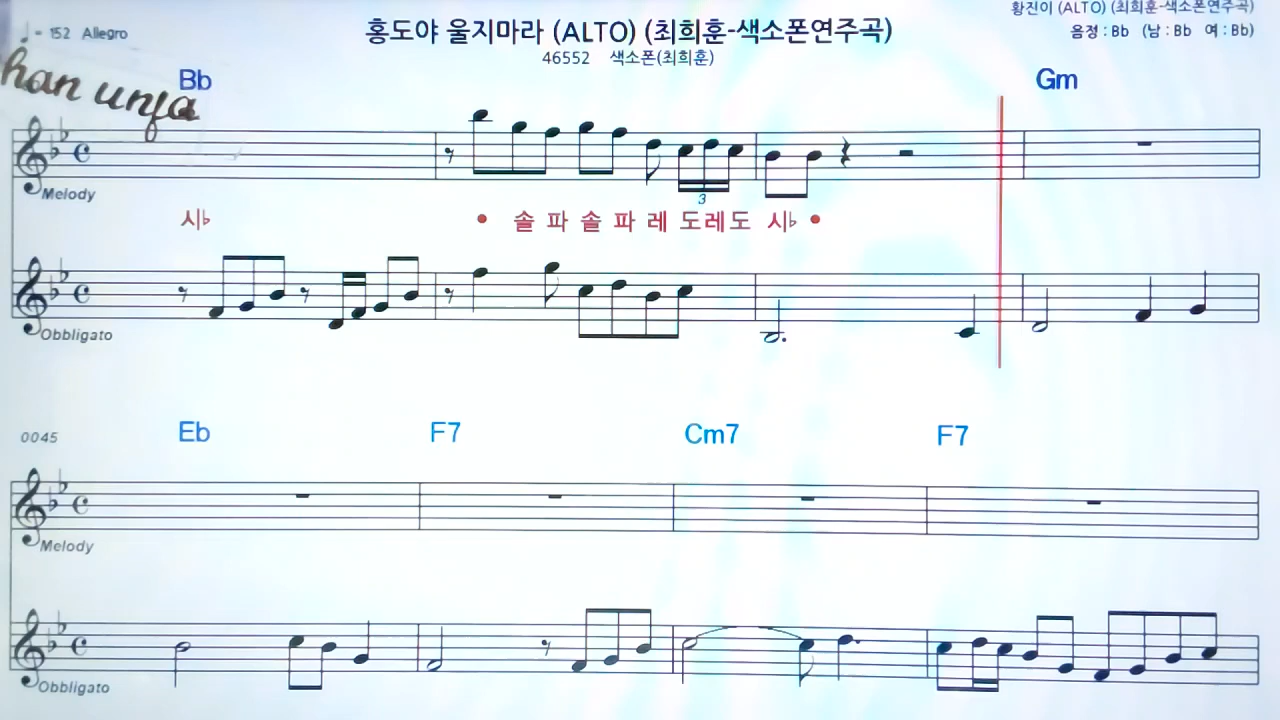 황진이 (ALTO) (최희훈-색소폰연주곡)
♩ = 152 Allegro
홍도야 울지마라 (ALTO) (최희훈-색소폰연주곡)
음정 : Bb (남 : Bb 여 : Bb)
46552 색소폰(최희훈)
han unja
Bb Gm
Melody
3
시♭ • 솔 파 솔 파 레 도레도 시♭ •
Obbligato
0045 Eb F7 Cm7 F7
Melody
Obbligato